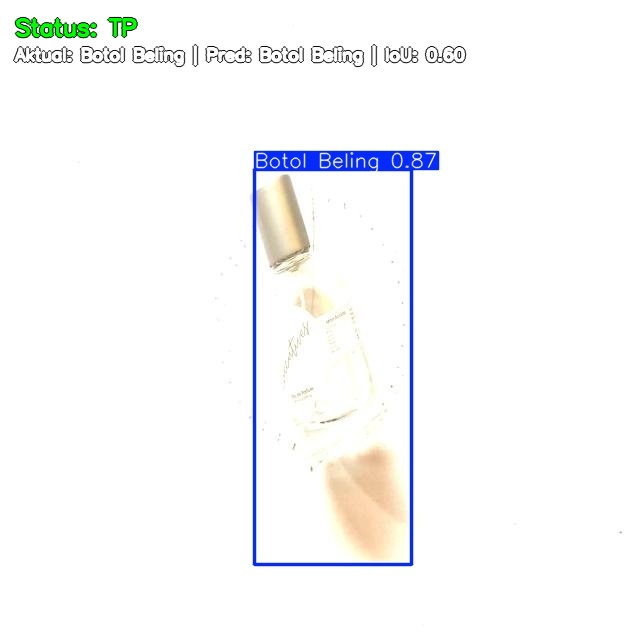 Status: TP
Aktual: Botol Beling | Pred: Botol Beling | IoU: 0.60
Botol Beling 0.87